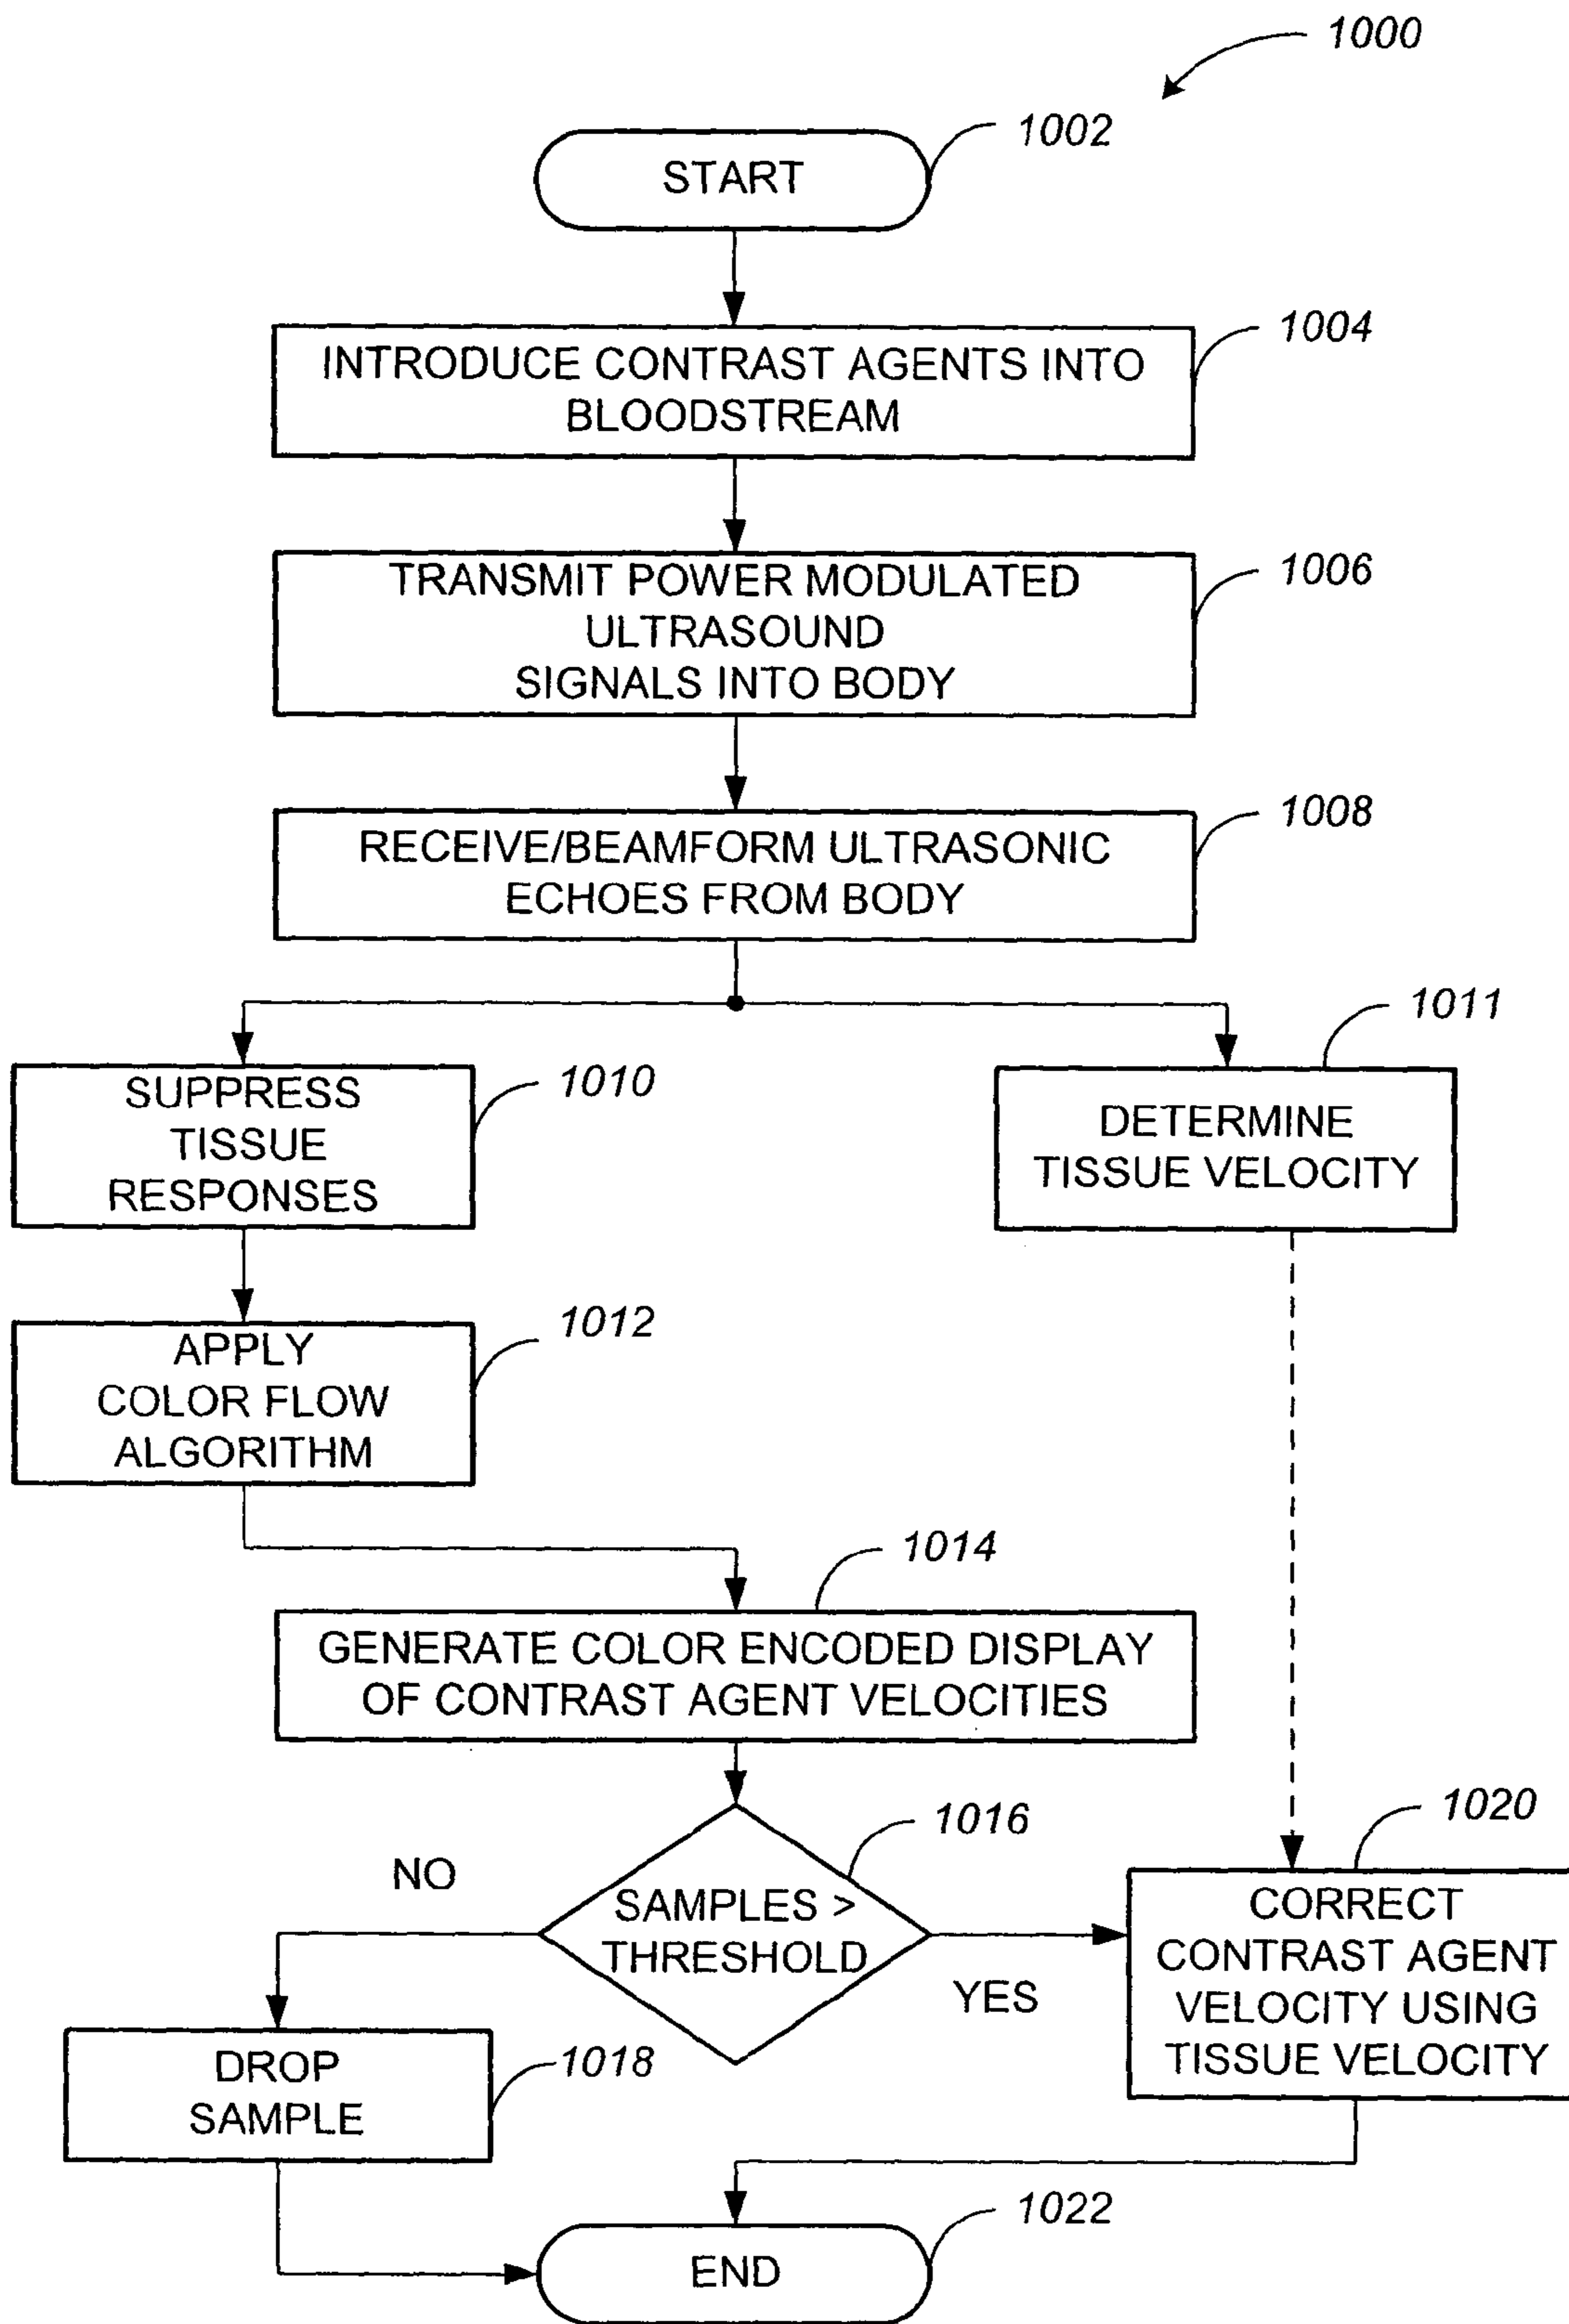 1000
START
1002
INTRODUCE CONTRAST AGENTS INTO
BLOODSTREAM
1004
TRANSMIT POWER MODULATED
ULTRASOUND
SIGNALS INTO BODY
1006
RECEIVE/BEAMFORM ULTRASONIC
ECHOES FROM BODY
1008
SUPPRESS
TISSUE
RESPONSES
1010
DETERMINE
TISSUE VELOCITY
1011
APPLY
COLOR FLOW
ALGORITHM
1012
GENERATE COLOR ENCODED DISPLAY
OF CONTRAST AGENT VELOCITIES
1014
SAMPLES >
THRESHOLD
1016
NO
YES
DROP
SAMPLE
1018
CORRECT
CONTRAST AGENT
VELOCITY USING
TISSUE VELOCITY
1020
END
1022